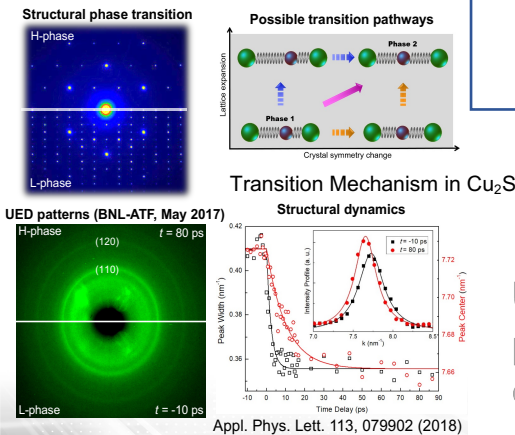 Structural phase transition
H-phase
L-phase
Possible transition pathways
Lattice expansion
Phase 2
Phase 1
Crystal symmetry change
Transition Mechanism in Cu₂S
UED patterns (BNL-ATF, May 2017)
H-phase
t = 80 ps
(120)
(110)
L-phase
t = -10 ps
Structural dynamics
Peak Width (nm⁻¹)
0.42
0.40
0.38
0.36
Intensity Profile (a. u.)
t = -10 ps
t = 80 ps
7.0 7.5 8.0 8.5
k (nm⁻¹)
7.72
7.70
7.68
7.66
Peak Center (nm⁻¹)
-10 0 10 20 30 40 50 60 70 80 90
Time Delay (ps)
Appl. Phys. Lett. 113, 079902 (2018)